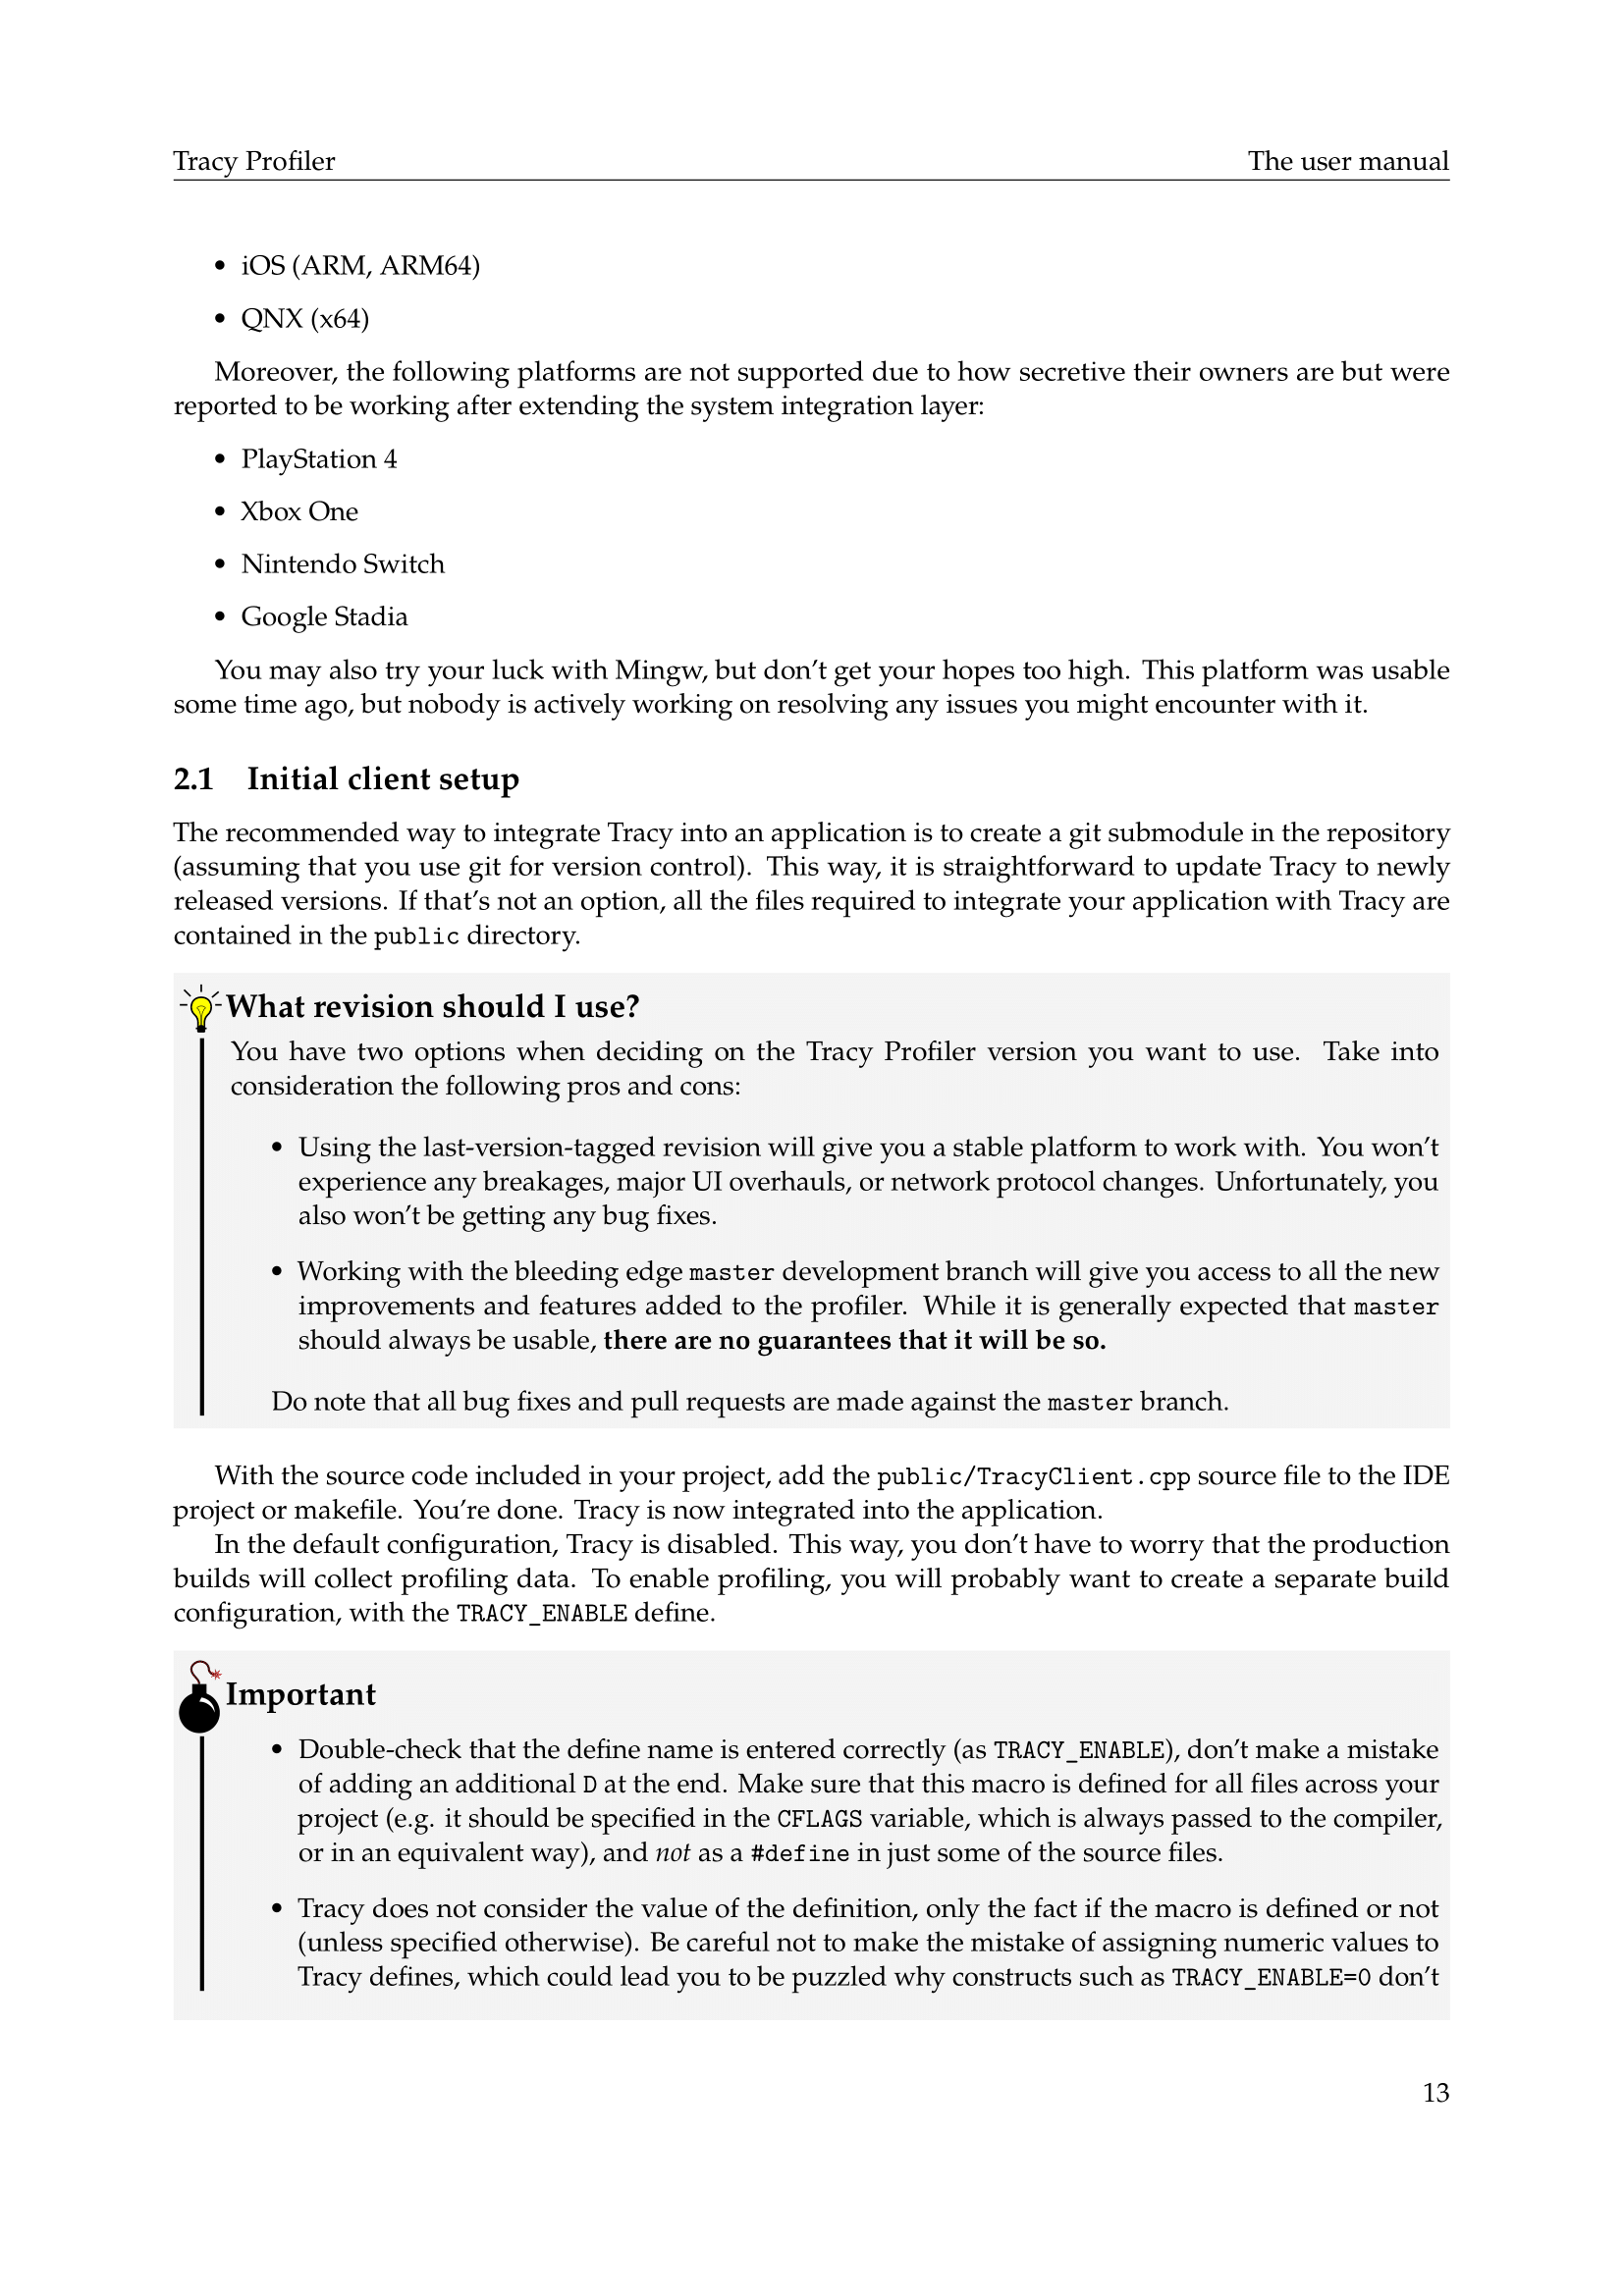 Tracy Profiler The user manual
• iOS (ARM, ARM64)
• QNX (x64)
Moreover, the following platforms are not supported due to how secretive their owners are but were
reported to be working after extending the system integration layer:
• PlayStation 4
• Xbox One
• Nintendo Switch
• Google Stadia
You may also try your luck with Mingw, but don't get your hopes too high. This platform was usable
some time ago, but nobody is actively working on resolving any issues you might encounter with it.
2.1 Initial client setup
The recommended way to integrate Tracy into an application is to create a git submodule in the repository
(assuming that you use git for version control). This way, it is straightforward to update Tracy to newly
released versions. If that's not an option, all the files required to integrate your application with Tracy are
contained in the public directory.
What revision should I use?
You have two options when deciding on the Tracy Profiler version you want to use. Take into
consideration the following pros and cons:
• Using the last-version-tagged revision will give you a stable platform to work with. You won't
experience any breakages, major UI overhauls, or network protocol changes. Unfortunately, you
also won't be getting any bug fixes.
• Working with the bleeding edge master development branch will give you access to all the new
improvements and features added to the profiler. While it is generally expected that master
should always be usable, there are no guarantees that it will be so.
Do note that all bug fixes and pull requests are made against the master branch.
With the source code included in your project, add the public/TracyClient.cpp source file to the IDE
project or makefile. You're done. Tracy is now integrated into the application.
In the default configuration, Tracy is disabled. This way, you don't have to worry that the production
builds will collect profiling data. To enable profiling, you will probably want to create a separate build
configuration, with the TRACY_ENABLE define.
Important
• Double-check that the define name is entered correctly (as TRACY_ENABLE), don't make a mistake
of adding an additional D at the end. Make sure that this macro is defined for all files across your
project (e.g. it should be specified in the CFLAGS variable, which is always passed to the compiler,
or in an equivalent way), and not as a #define in just some of the source files.
• Tracy does not consider the value of the definition, only the fact if the macro is defined or not
(unless specified otherwise). Be careful not to make the mistake of assigning numeric values to
Tracy defines, which could lead you to be puzzled why constructs such as TRACY_ENABLE=0 don't
13